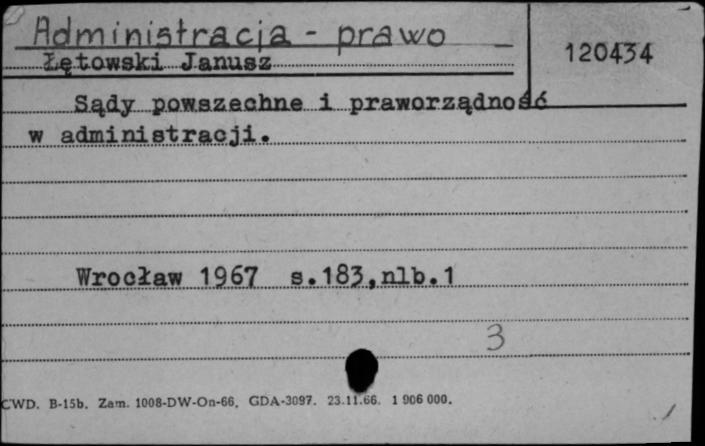 Administracja - prawo
120434
Łętowski Janusz
Sądy powszechne i praworządność
w administracji.
Wrocław 1967 s.183,nlb.1
3
CWD. B-15b. Zam. 1008-DW-On-66. GDA-3097. 23.11.66. 1 906 000.